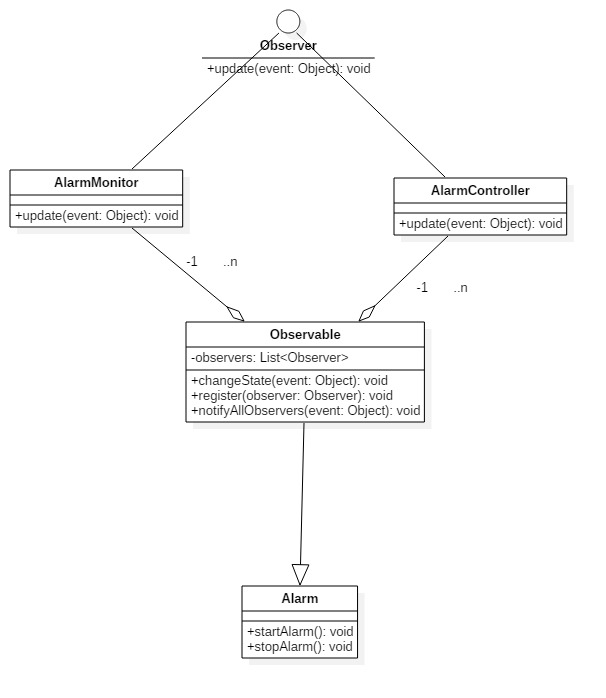 Observer
+update(event: Object): void
AlarmMonitor
+update(event: Object): void
AlarmController
+update(event: Object): void
-1 ..n
-1 ..n
Observable
-observers: List<Observer>
+changeState(event: Object): void
+register(observer: Observer): void
+notifyAllObservers(event: Object): void
Alarm
+startAlarm(): void
+stopAlarm(): void